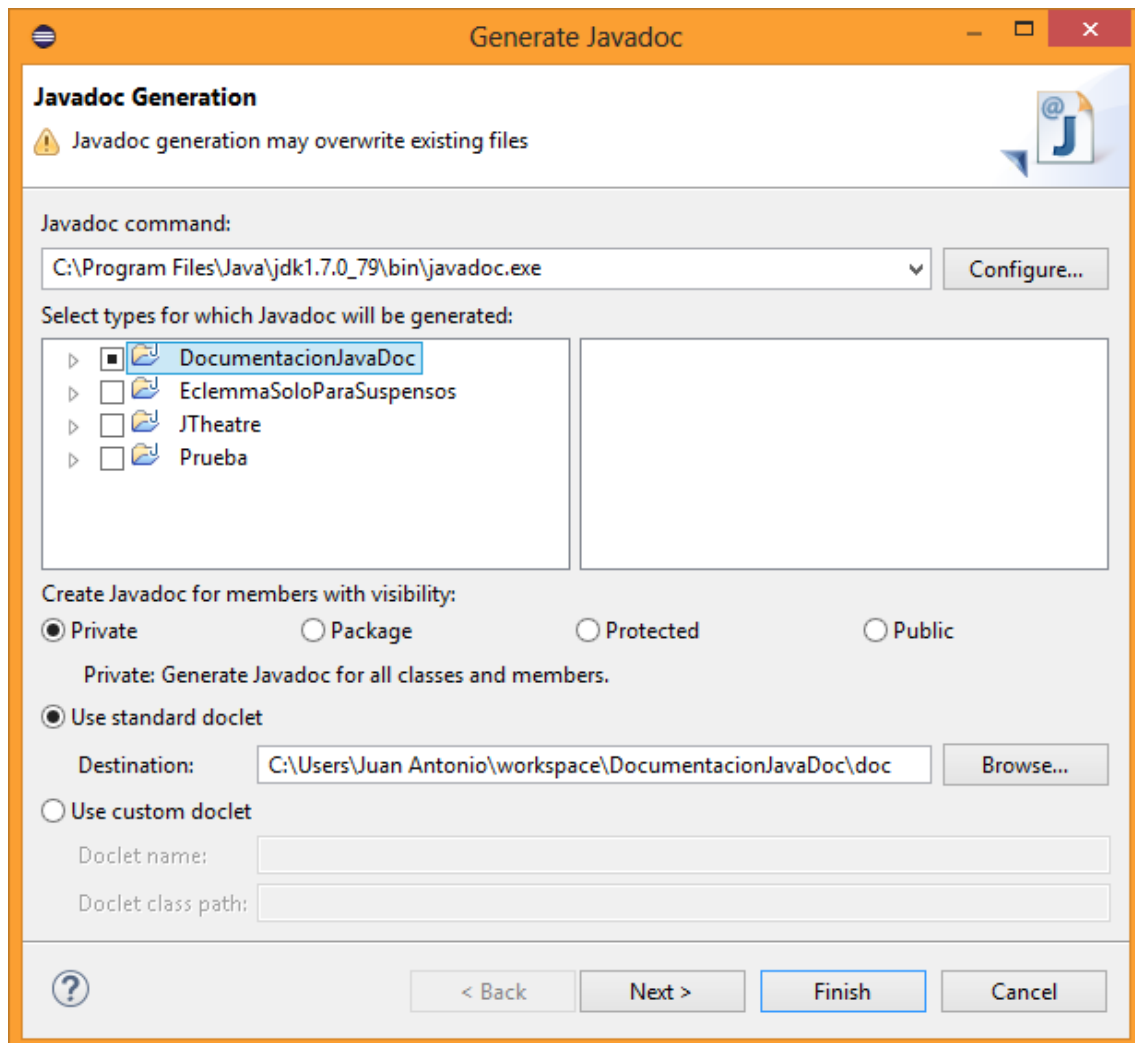 Generate Javadoc
Javadoc Generation
Javadoc generation may overwrite existing files
Javadoc command:
C:\Program Files\Java\jdk1.7.0_79\bin\javadoc.exe
Configure...
Select types for which Javadoc will be generated:
DocumentacionJavaDoc
EclemmaSoloParaSuspensos
JTheatre
Prueba
Create Javadoc for members with visibility:
Private Package Protected Public
Private: Generate Javadoc for all classes and members.
Use standard doclet
Destination: C:\Users\Juan Antonio\workspace\DocumentacionJavaDoc\doc Browse...
Use custom doclet
Doclet name:
Doclet class path:
? < Back Next > Finish Cancel